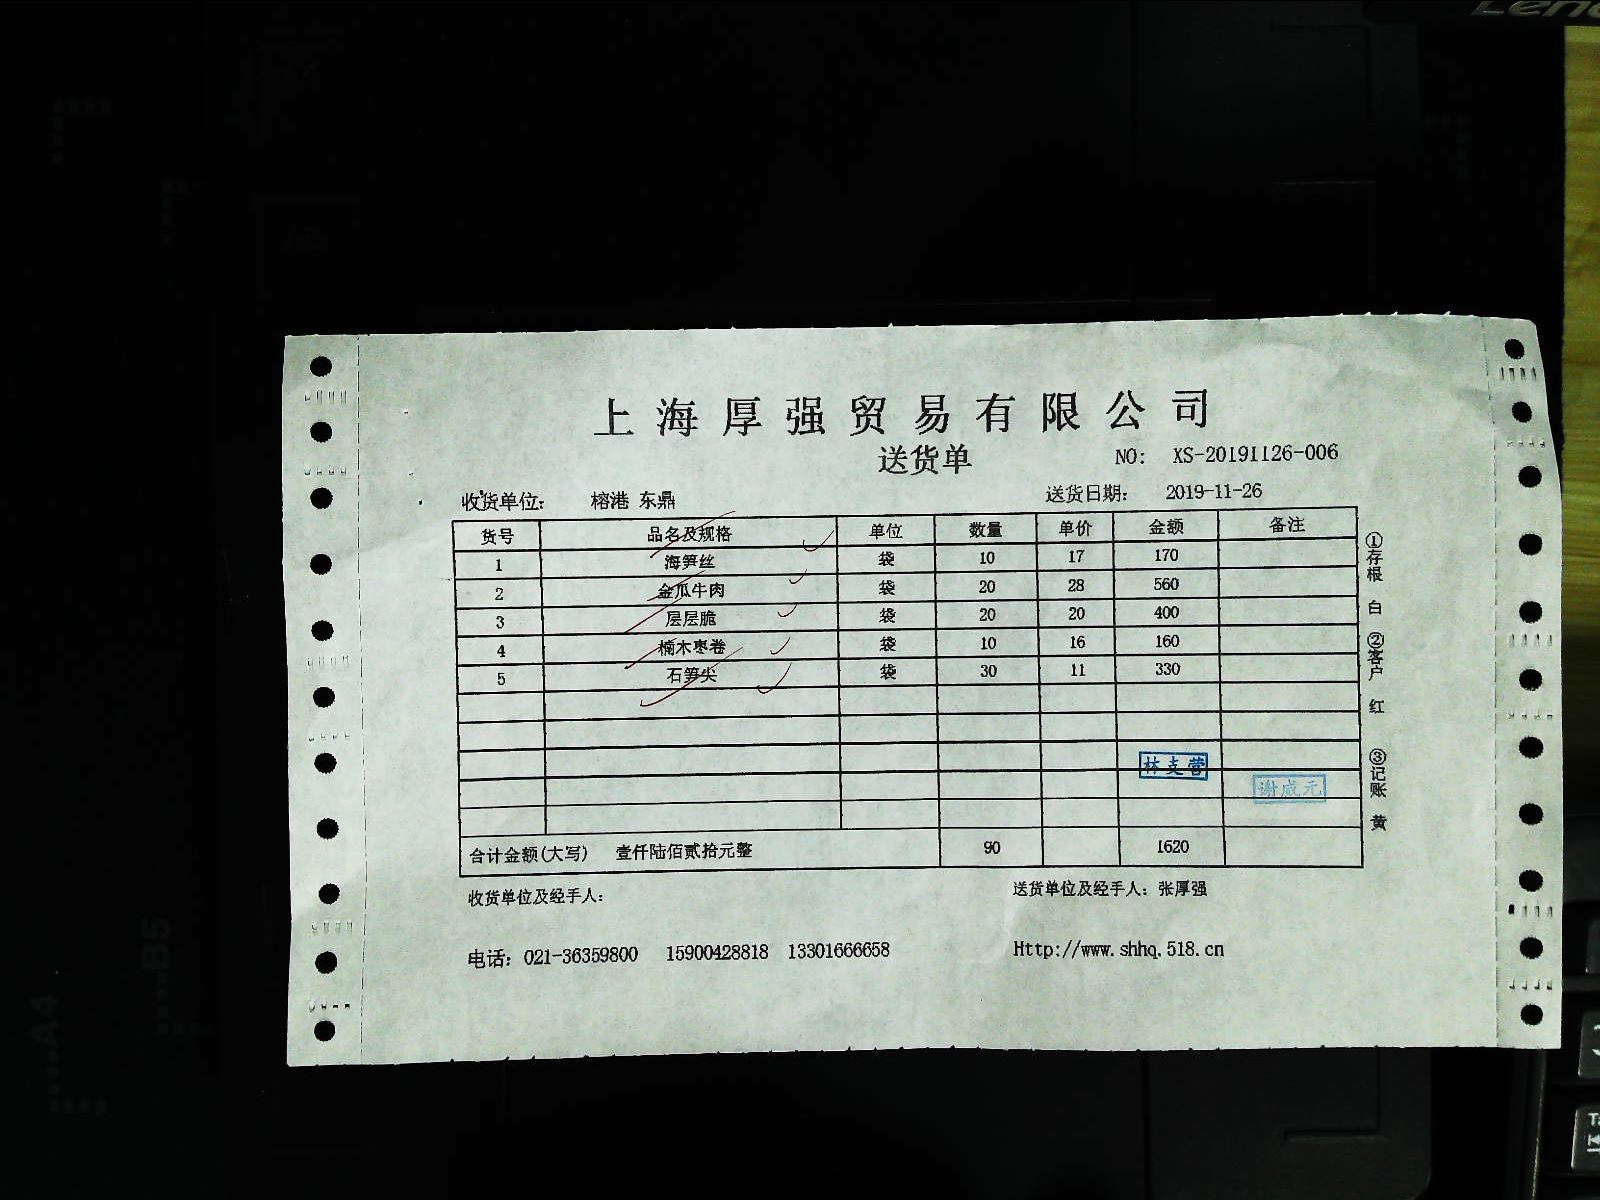 上海厚强贸易有限公司
送货单
NO: XS-20191126-006
收货单位: 榕港 东鼎
送货日期: 2019-11-26
货号 品名及规格 单位 数量 单价 金额 备注
1 海笋丝 袋 10 17 170
2 金瓜牛肉 袋 20 28 560
3 层层脆 袋 20 20 400
4 楠木枣卷 袋 10 16 160
5 石笋尖 袋 30 11 330
林支营
谢成元
合计金额(大写) 壹仟陆佰贰拾元整 90 1620
①存根 白 ②客户 红 ③记账 黄
收货单位及经手人:
送货单位及经手人: 张厚强
电话: 021-36359800 15900428818 13301666658
Http://www.shhq.518.cn
A4
B5